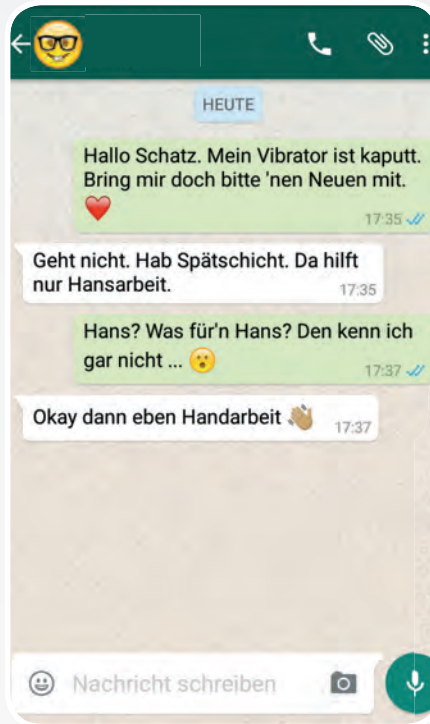 HEUTE
Hallo Schatz. Mein Vibrator ist kaputt.
Bring mir doch bitte 'nen Neuen mit.
❤️
17:35
Geht nicht. Hab Spätschicht. Da hilft
nur Hansarbeit.
17:35
Hans? Was für'n Hans? Den kenn ich
gar nicht ... 😮
17:37
Okay dann eben Handarbeit 👏🏽
17:37
Nachricht schreiben